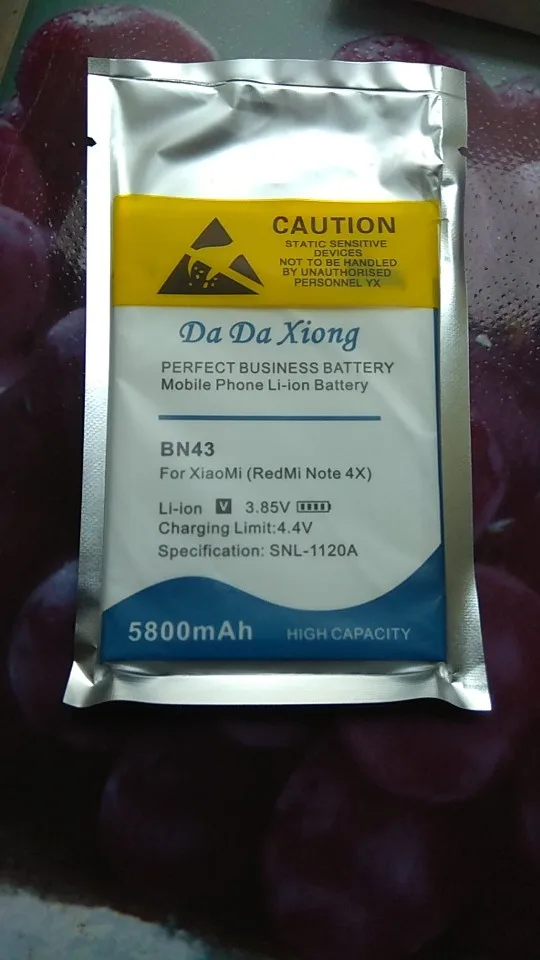 CAUTION
STATIC SENSITIVE
DEVICES
NOT TO BE HANDLED
BY UNAUTHORISED
PERSONNEL YX
Da Da Xiong
PERFECT BUSINESS BATTERY
Mobile Phone Li-ion Battery
BN43
For XiaoMi (RedMi Note 4X)
Li-ion V 3.85V
Charging Limit:4.4V
Specification: SNL-1120A
5800mAh HIGH CAPACITY